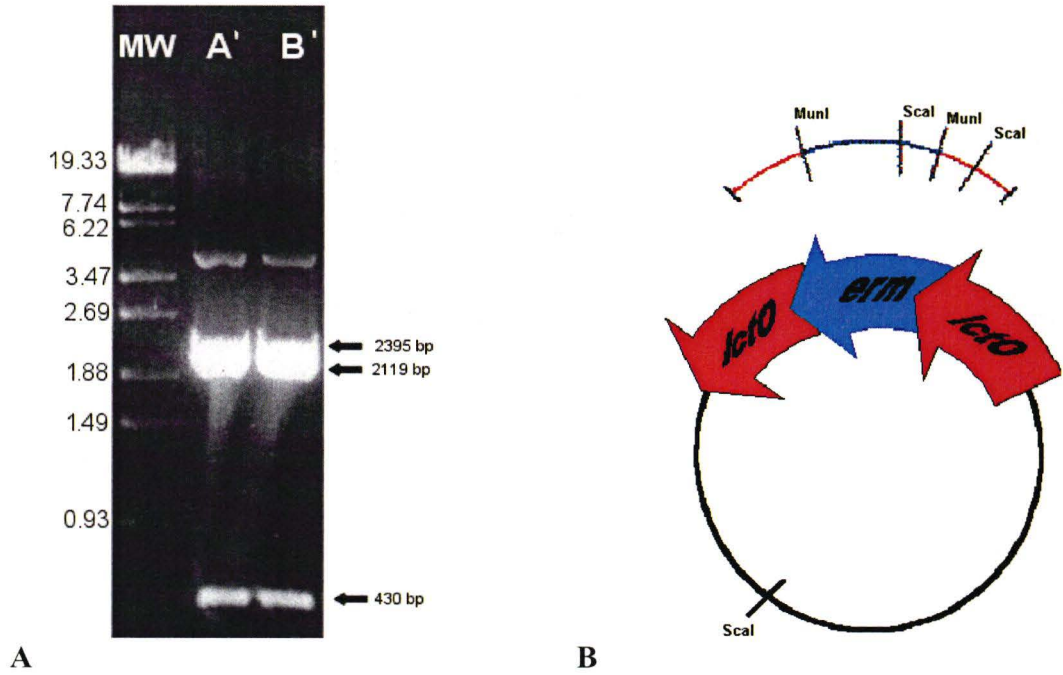 MW A' B'
19.33
7.74
6.22
3.47
2.69
1.88
1.49
0.93
2395 bp
2119 bp
430 bp
A
MunI ScaI MunI ScaI
lctO erm lctO
ScaI
B